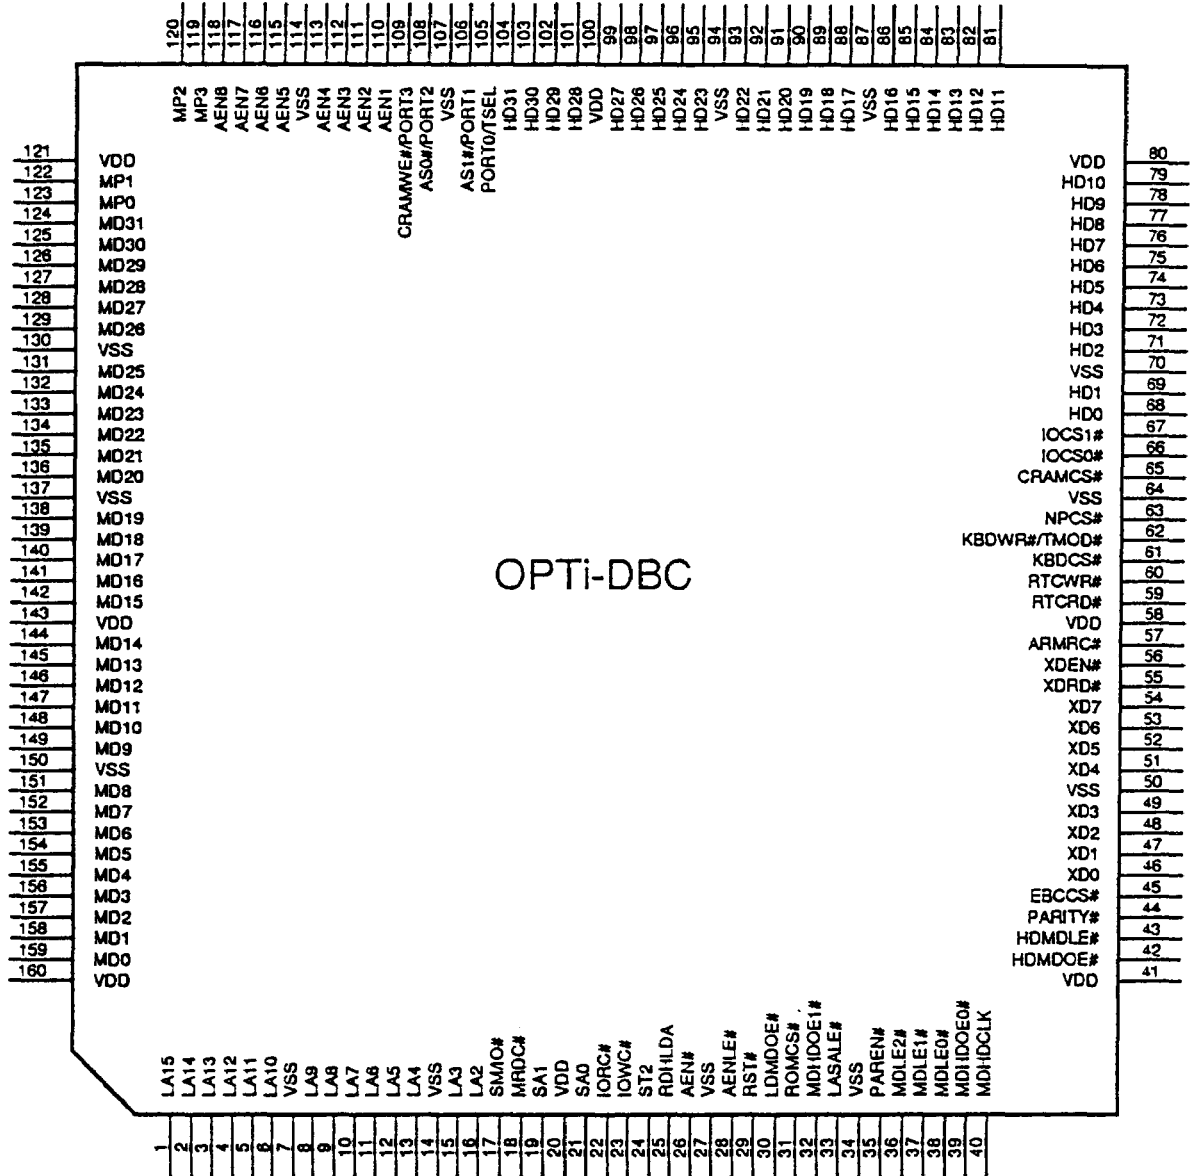 120 MP2
119 MP3
118 AEN8
117 AEN7
116 AEN6
115 AEN5
114 VSS
113 AEN4
112 AEN3
111 AEN2
110 AEN1
109 CRAMWE#/PORT3
108 AS0#/PORT2
107 VSS
106 AS1#/PORT1
105 PORT0/TSEL
104 HD31
103 HD30
102 HD29
101 HD28
100 VDD
99 HD27
98 HD26
97 HD25
96 HD24
95 HD23
94 VSS
93 HD22
92 HD21
91 HD20
90 HD19
89 HD18
88 HD17
87 VSS
86 HD16
85 HD15
84 HD14
83 HD13
82 HD12
81 HD11
121 VDD
122 MP1
123 MP0
124 MD31
125 MD30
126 MD29
127 MD28
128 MD27
129 MD26
130 VSS
131 MD25
132 MD24
133 MD23
134 MD22
135 MD21
136 MD20
137 VSS
138 MD19
139 MD18
140 MD17
141 MD16
142 MD15
143 VDD
144 MD14
145 MD13
146 MD12
147 MD11
148 MD10
149 MD9
150 VSS
151 MD8
152 MD7
153 MD6
154 MD5
155 MD4
156 MD3
157 MD2
158 MD1
159 MD0
160 VDD
OPTi-DBC
VDD 80
HD10 79
HD9 78
HD8 77
HD7 76
HD6 75
HD5 74
HD4 73
HD3 72
HD2 71
VSS 70
HD1 69
HD0 68
IOCS1# 67
IOCS0# 66
CRAMCS# 65
VSS 64
NPCS# 63
KBDWR#/TMOD# 62
KBDCS# 61
RTCWR# 60
RTCRD# 59
VDD 58
ARMRC# 57
XDEN# 56
XDRD# 55
XD7 54
XD6 53
XD5 52
XD4 51
VSS 50
XD3 49
XD2 48
XD1 47
XD0 46
EBCCS# 45
PARITY# 44
HDMDLE# 43
HDMDOE# 42
VDD 41
LA15 1
LA14 2
LA13 3
LA12 4
LA11 5
LA10 6
VSS 7
LA9 8
LA8 9
LA7 10
LA6 11
LA5 12
LA4 13
VSS 14
LA3 15
LA2 16
SM/IO# 17
MRDC# 18
SA1 19
VDD 20
SA0 21
IORC# 22
IOWC# 23
ST2 24
RDHLDA 25
AEN# 26
VSS 27
AENLE# 28
RST# 29
LDMDOE# 30
ROMCS# 31
MDHDOE1# 32
LASALE# 33
VSS 34
PAREN# 35
MDLE2# 36
MDLE1# 37
MDLE0# 38
MDHDOE0# 39
MDHDCLK 40